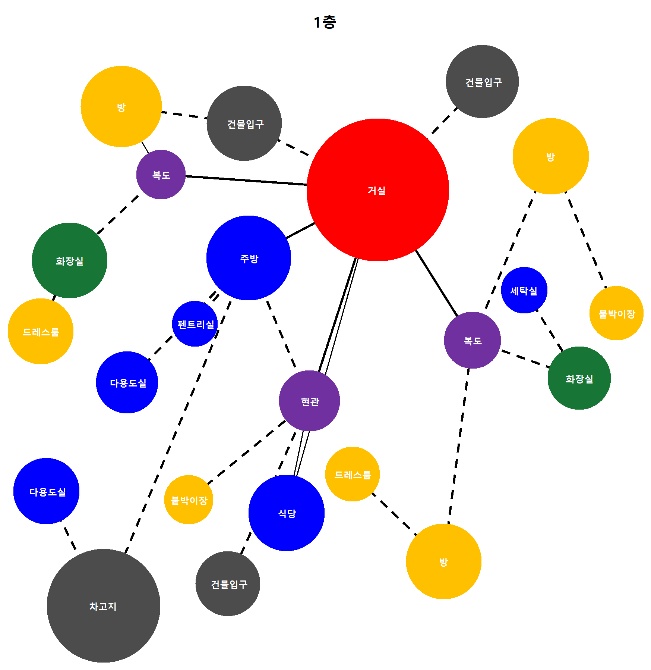 1층
건물입구
방
건물입구
방
복도
거실
화장실
주방
세탁실
드레스룸
펜트리실
붙박이장
복도
다용도실
화장실
현관
드레스룸
다용도실
붙박이장
식당
방
건물입구
차고지